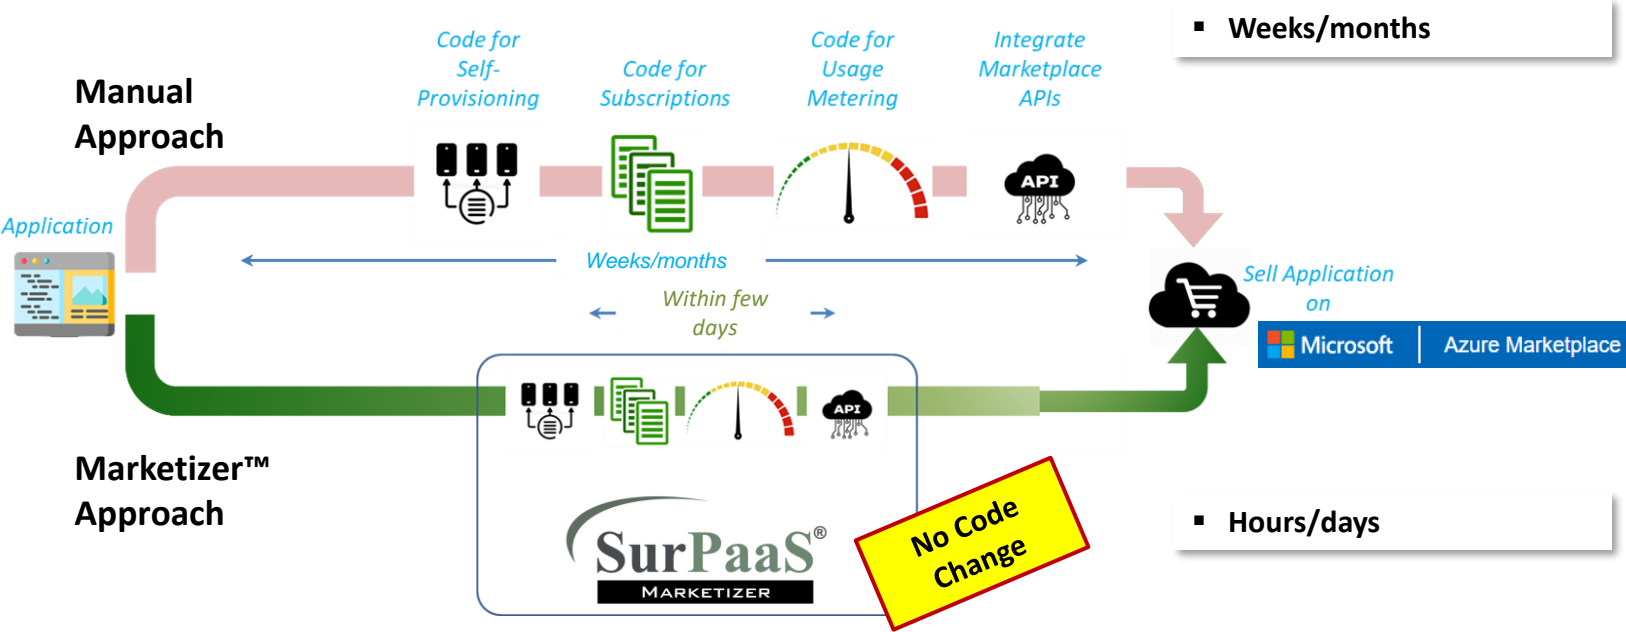 ▪ Weeks/months
Manual
Approach
Code for
Self-
Provisioning
Code for
Subscriptions
Code for
Usage
Metering
Integrate
Marketplace
APIs
API
Application
Weeks/months
Within few
days
Sell Application
on
Microsoft | Azure Marketplace
API
Marketizer™
Approach
SurPaaS®
MARKETIZER
No Code
Change
▪ Hours/days